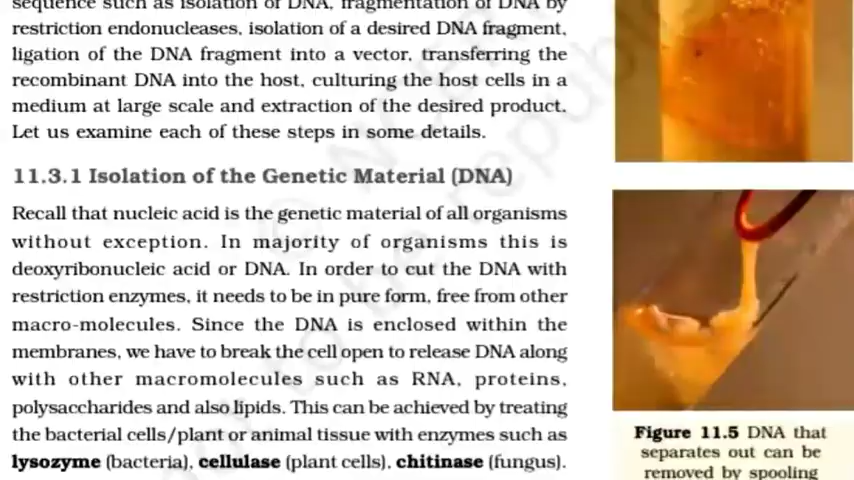 sequence such as isolation of DNA, fragmentation of DNA by
restriction endonucleases, isolation of a desired DNA fragment,
ligation of the DNA fragment into a vector, transferring the
recombinant DNA into the host, culturing the host cells in a
medium at large scale and extraction of the desired product.
Let us examine each of these steps in some details.
11.3.1 Isolation of the Genetic Material (DNA)
Recall that nucleic acid is the genetic material of all organisms
without exception. In majority of organisms this is
deoxyribonucleic acid or DNA. In order to cut the DNA with
restriction enzymes, it needs to be in pure form, free from other
macro-molecules. Since the DNA is enclosed within the
membranes, we have to break the cell open to release DNA along
with other macromolecules such as RNA, proteins,
polysaccharides and also lipids. This can be achieved by treating
the bacterial cells/plant or animal tissue with enzymes such as
lysozyme (bacteria), cellulase (plant cells), chitinase (fungus).
Figure 11.5 DNA that
separates out can be
removed by spooling